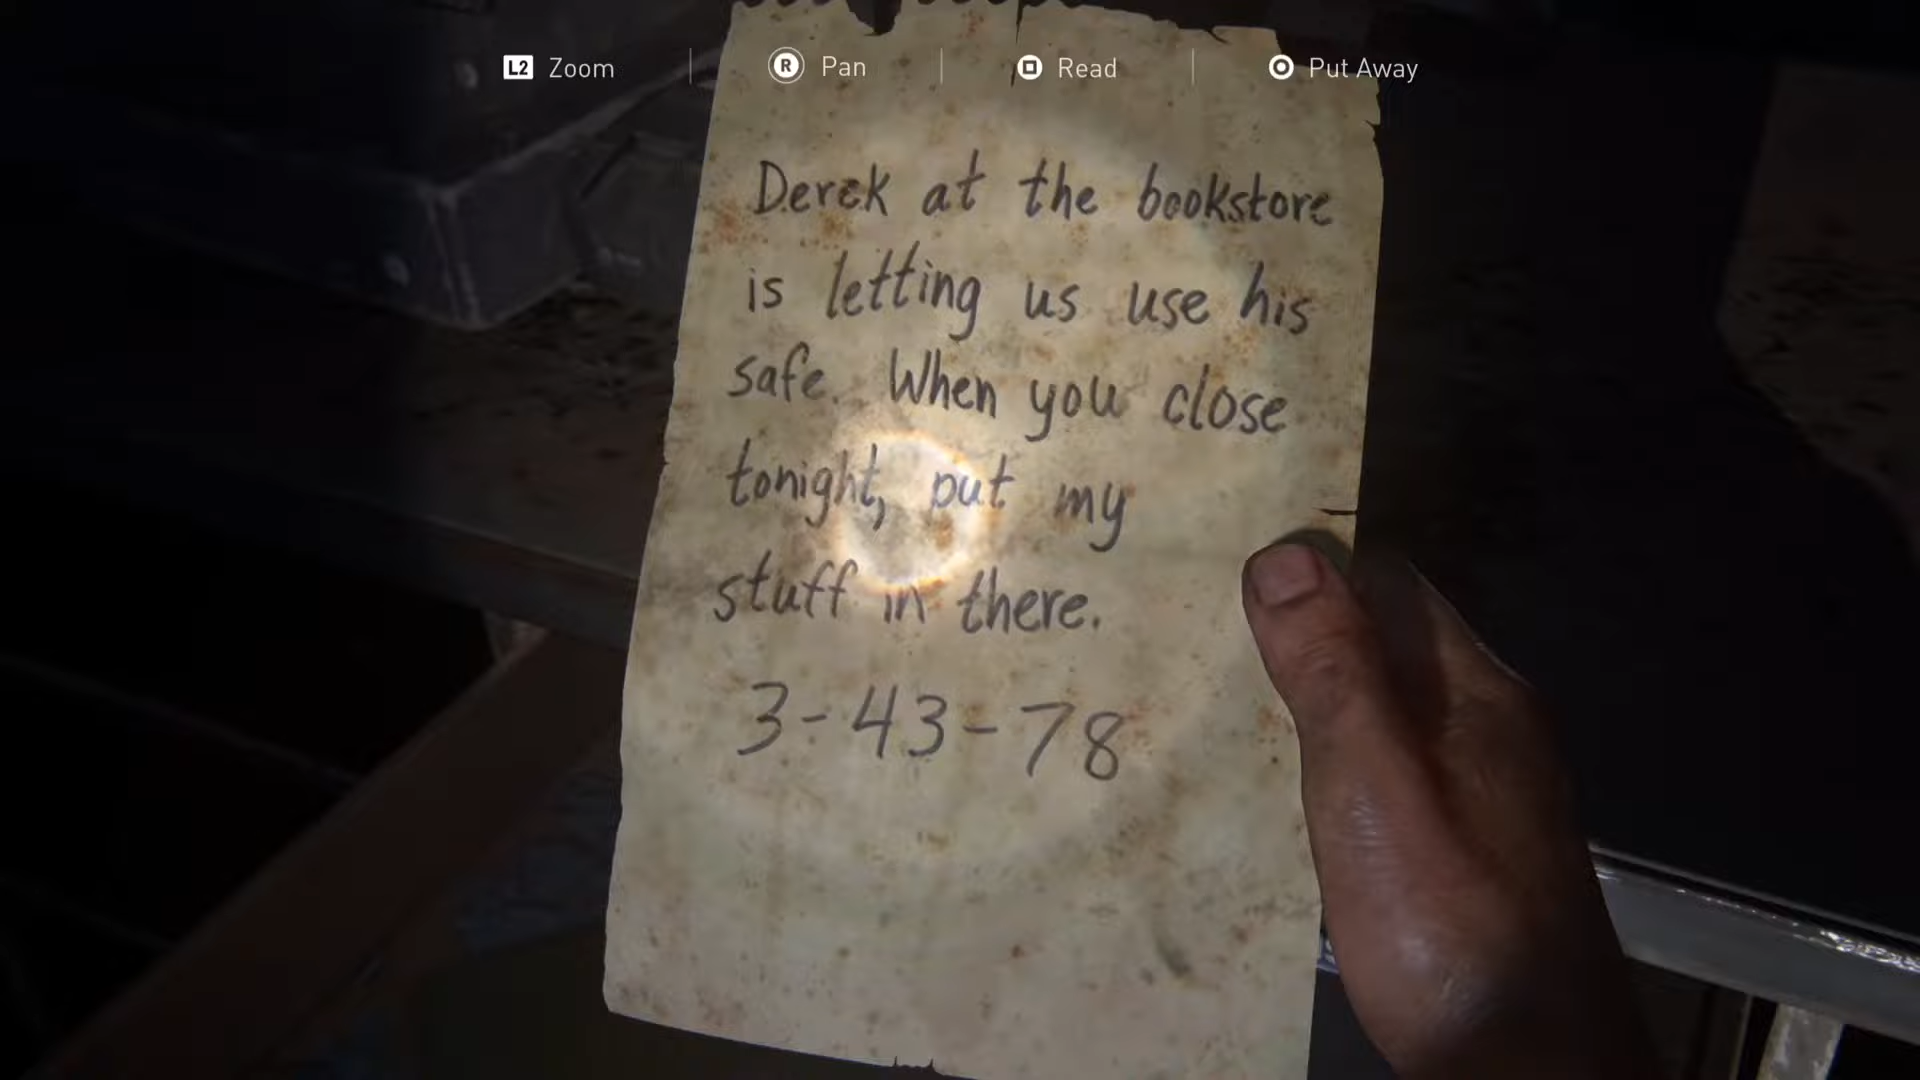 L2 Zoom R Pan Read Put Away
Derek at the bookstore
is letting us use his
safe. When you close
tonight, put my
stuff in there.
3-43-78